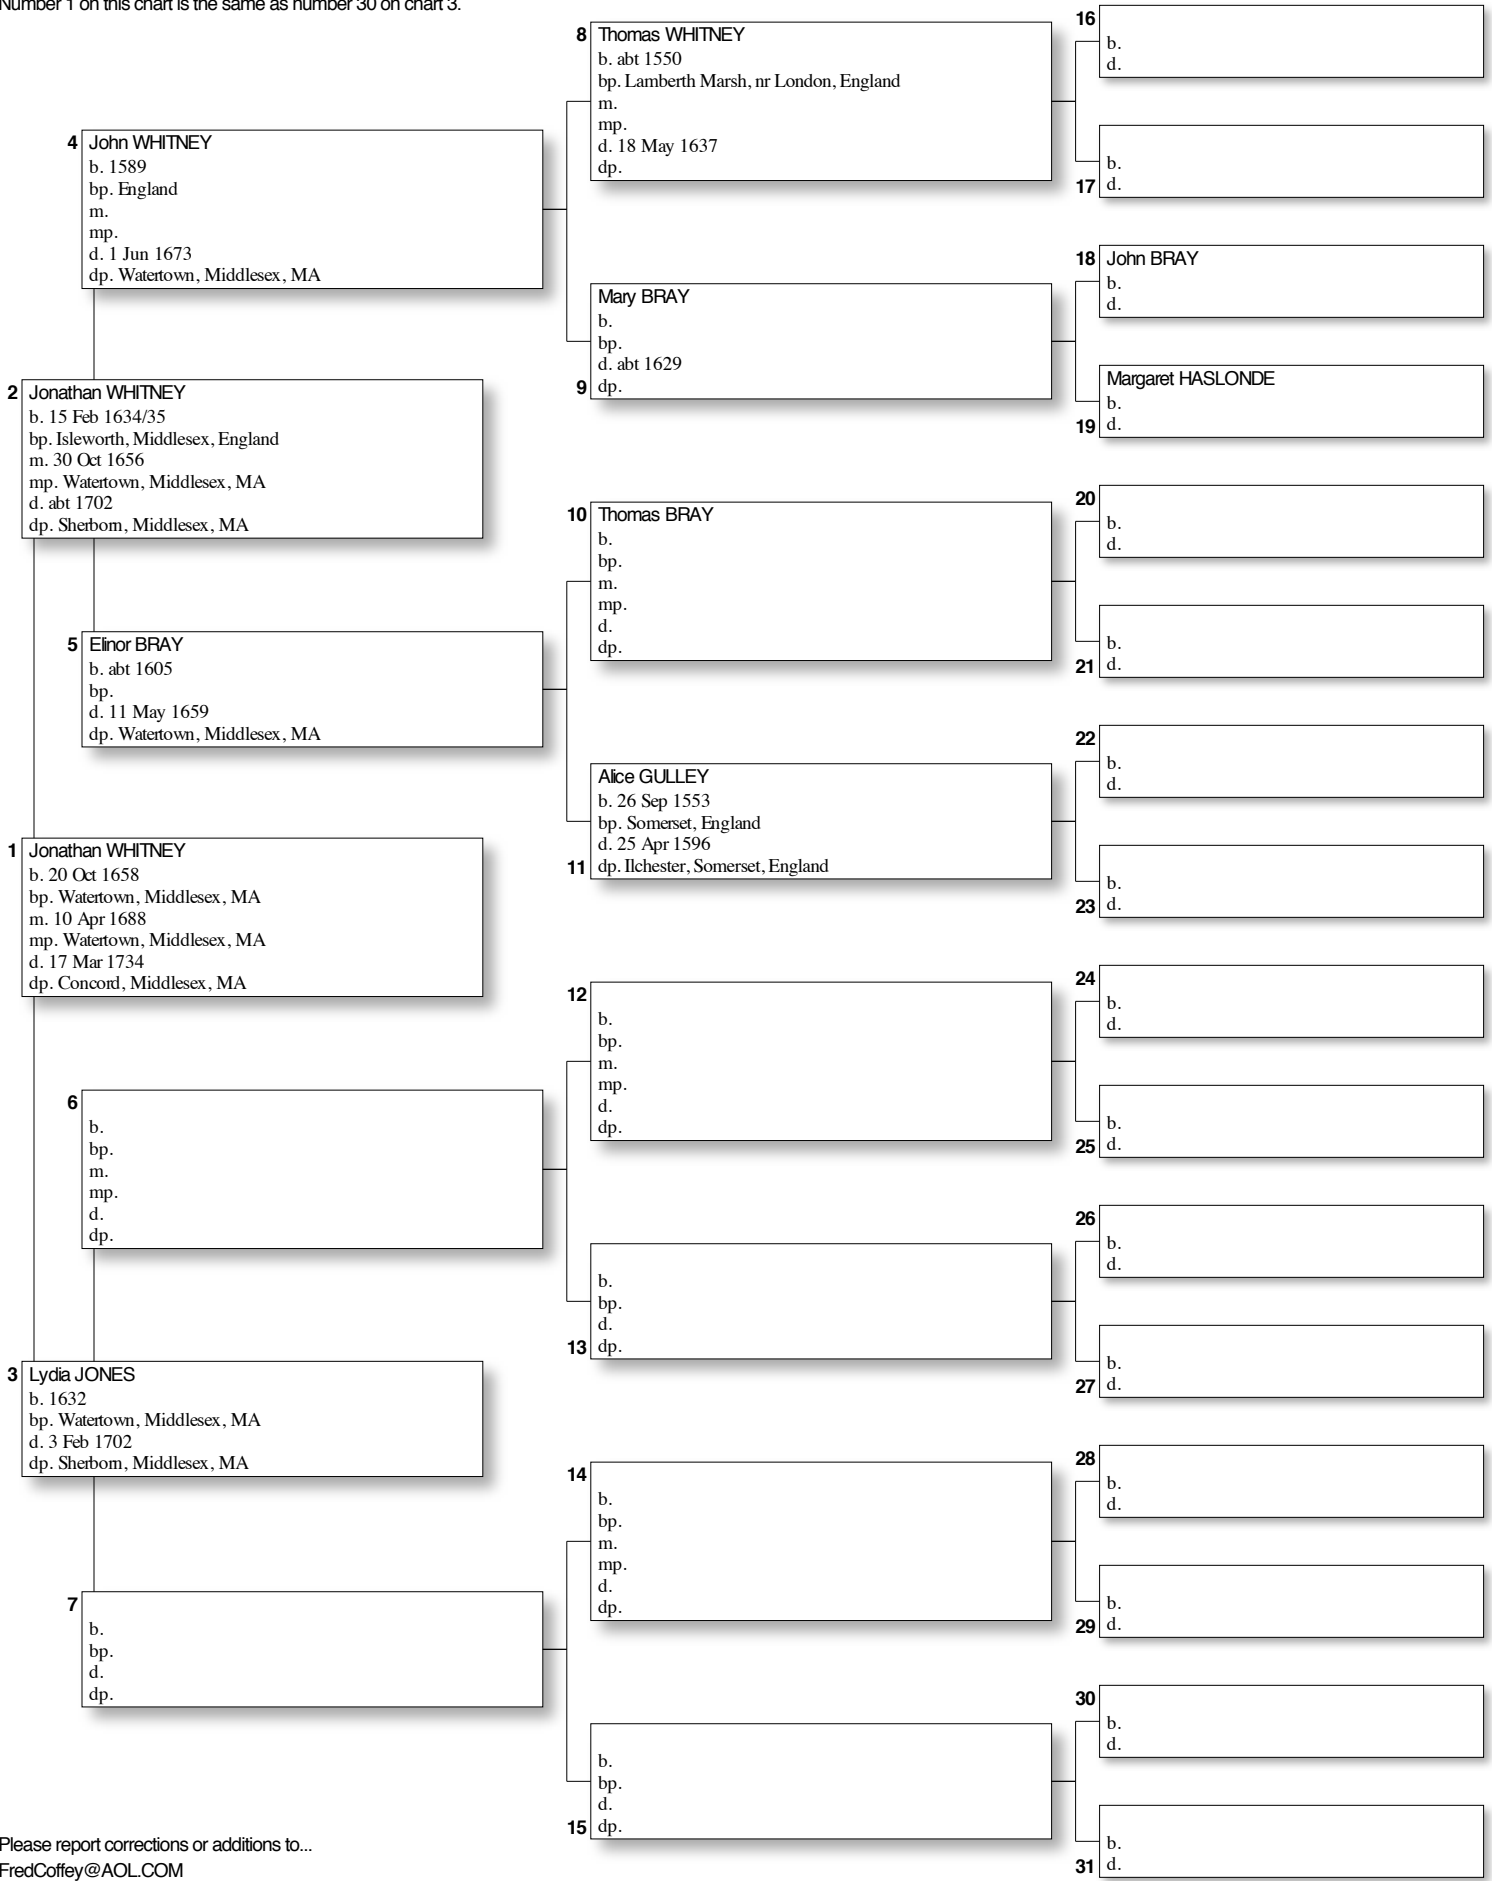 Number 1 on this chart is the same as number 30 on chart 3.
4 John WHITNEY
b. 1589
bp. England
m.
mp.
d. 1 Jun 1673
dp. Watertown, Middlesex, MA
2 Jonathan WHITNEY
b. 15 Feb 1634/35
bp. Isleworth, Middlesex, England
m. 30 Oct 1656
mp. Watertown, Middlesex, MA
d. abt 1702
dp. Sherborn, Middlesex, MA
5 Elinor BRAY
b. abt 1605
bp.
d. 11 May 1659
dp. Watertown, Middlesex, MA
1 Jonathan WHITNEY
b. 20 Oct 1658
bp. Watertown, Middlesex, MA
m. 10 Apr 1688
mp. Watertown, Middlesex, MA
d. 17 Mar 1734
dp. Concord, Middlesex, MA
6
b.
bp.
m.
mp.
d.
dp.
3 Lydia JONES
b. 1632
bp. Watertown, Middlesex, MA
d. 3 Feb 1702
dp. Sherborn, Middlesex, MA
7
b.
bp.
d.
dp.
8 Thomas WHITNEY
b. abt 1550
bp. Lamberth Marsh, nr London, England
m.
mp.
d. 18 May 1637
dp.
Mary BRAY
b.
bp.
d. abt 1629
9 dp.
10 Thomas BRAY
b.
bp.
m.
mp.
d.
dp.
Alice GULLEY
b. 26 Sep 1553
bp. Somerset, England
d. 25 Apr 1596
11 dp. Ilchester, Somerset, England
12
b.
bp.
m.
mp.
d.
dp.
b.
bp.
d.
13 dp.
14
b.
bp.
m.
mp.
d.
dp.
b.
bp.
d.
15 dp.
16
b.
d.
b.
17 d.
18 John BRAY
b.
d.
Margaret HASLONDE
b.
19 d.
20
b.
d.
b.
21 d.
22
b.
d.
b.
23 d.
24
b.
d.
b.
25 d.
26
b.
d.
b.
27 d.
28
b.
d.
b.
29 d.
30
b.
d.
b.
31 d.
Please report corrections or additions to...
FredCoffey@AOL.COM